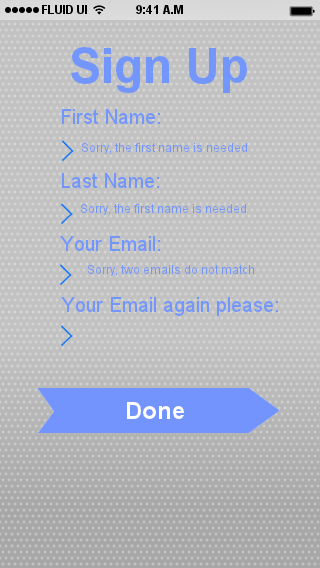 FLUID UI 9:41 A.M
Sign Up
First Name:
Sorry, the first name is needed
Last Name:
Sorry, the first name is needed
Your Email:
Sorry, two emails do not match
Your Email again please:
Done